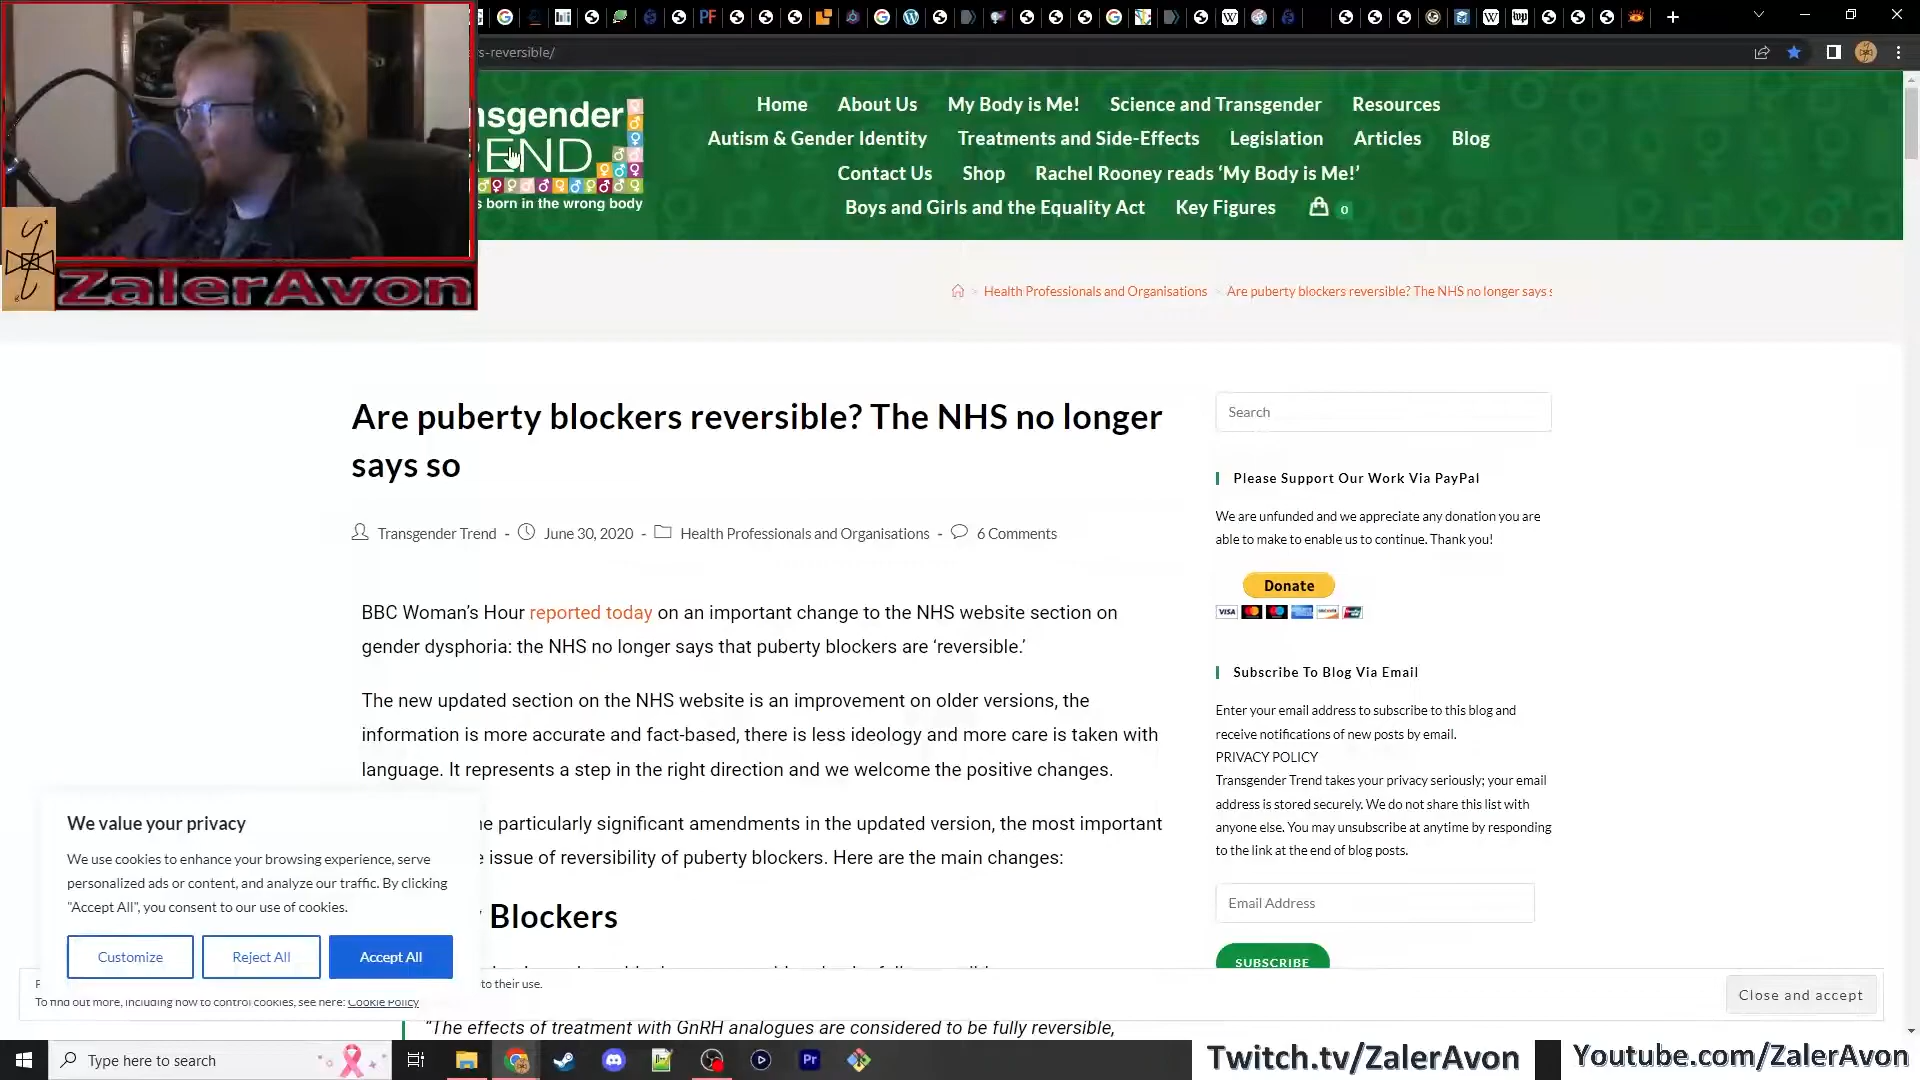 s-reversible/
nsgender
REND
s born in the wrong body
Home About Us My Body is Me! Science and Transgender Resources
Autism & Gender Identity Treatments and Side-Effects Legislation Articles Blog
Contact Us Shop Rachel Rooney reads ‘My Body is Me!’
Boys and Girls and the Equality Act Key Figures 0
ZalerAvon
> Health Professionals and Organisations Are puberty blockers reversible? The NHS no longer says s
Are puberty blockers reversible? The NHS no longer
says so
Transgender Trend - June 30, 2020 - Health Professionals and Organisations - 6 Comments
BBC Woman’s Hour reported today on an important change to the NHS website section on
gender dysphoria: the NHS no longer says that puberty blockers are ‘reversible.’
The new updated section on the NHS website is an improvement on older versions, the
information is more accurate and fact-based, there is less ideology and more care is taken with
language. It represents a step in the right direction and we welcome the positive changes.
e particularly significant amendments in the updated version, the most important
issue of reversibility of puberty blockers. Here are the main changes:
Blockers
“The effects of treatment with GnRH analogues are considered to be fully reversible,
Search
Please Support Our Work Via PayPal
We are unfunded and we appreciate any donation you are
able to make to enable us to continue. Thank you!
Donate
VISA
Subscribe To Blog Via Email
Enter your email address to subscribe to this blog and
receive notifications of new posts by email.
PRIVACY POLICY
Transgender Trend takes your privacy seriously; your email
address is stored securely. We do not share this list with
anyone else. You may unsubscribe at anytime by responding
to the link at the end of blog posts.
Email Address
SUBSCRIBE
We value your privacy
We use cookies to enhance your browsing experience, serve
personalized ads or content, and analyze our traffic. By clicking
"Accept All", you consent to our use of cookies.
Customize Reject All Accept All
to their use.
To find out more, including how to control cookies, see here: Cookie Policy
Close and accept
Type here to search
Pr
Twitch.tv/ZalerAvon Youtube.com/ZalerAvon